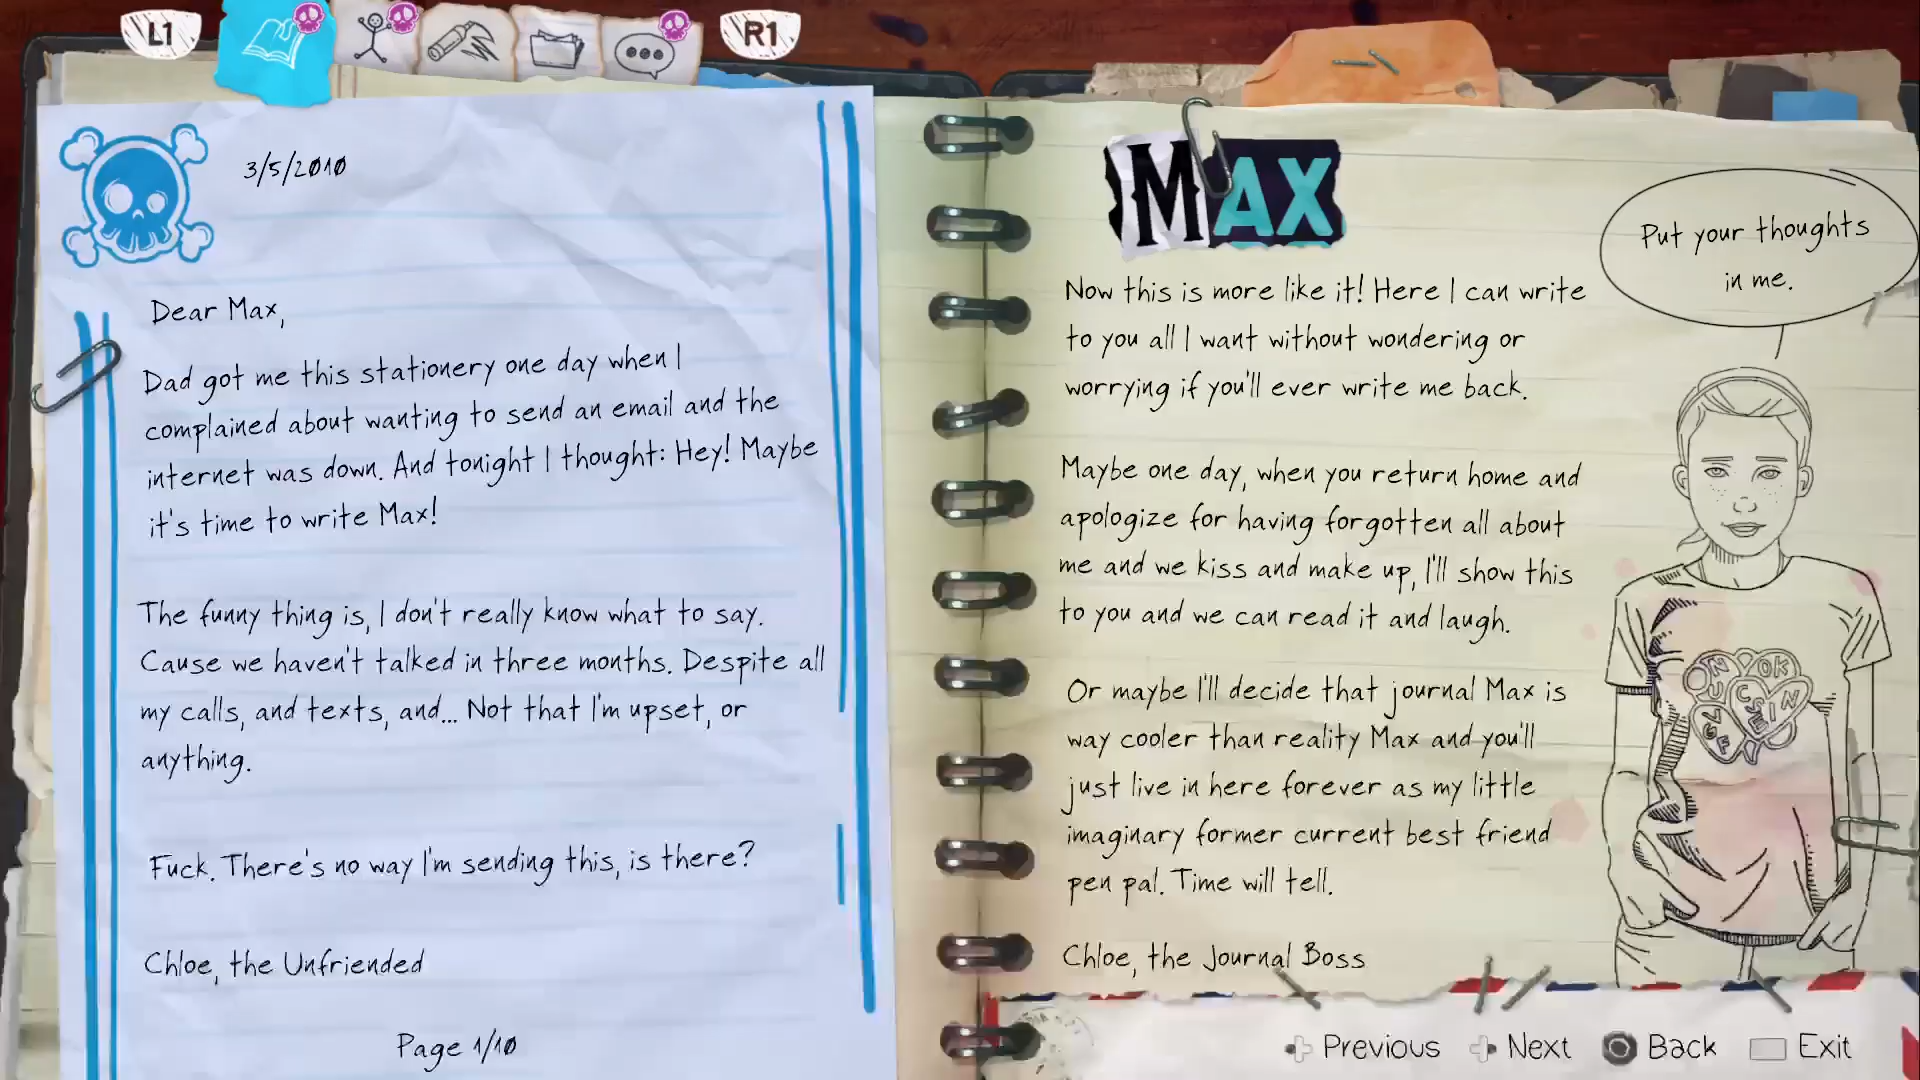 L1
R1
3/5/2010
Dear Max,
Dad got me this stationery one day when I
complained about wanting to send an email and the
internet was down. And tonight I thought: Hey! Maybe
it's time to write Max!
The funny thing is, I don't really know what to say.
Cause we haven't talked in three months. Despite all
my calls, and texts, and... Not that I'm upset, or
anything.
Fuck. There's no way I'm sending this, is there?
Chloe, the Unfriended
Page 1/10
MAX
Put your thoughts
in me.
Now this is more like it! Here I can write
to you all I want without wondering or
worrying if you'll ever write me back.
Maybe one day, when you return home and
apologize for having forgotten all about
me and we kiss and make up, I'll show this
to you and we can read it and laugh.
Or maybe I'll decide that journal Max is
way cooler than reality Max and you'll
just live in here forever as my little
imaginary former current best friend
pen pal. Time will tell.
Chloe, the Journal Boss
Previous
Next
Back
Exit